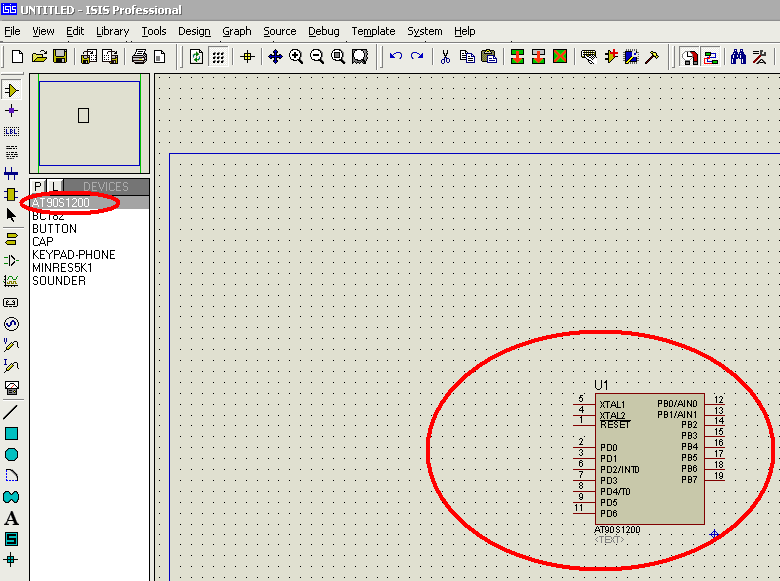 UNTITLED - ISIS Professional
File View Edit Library Tools Design Graph Source Debug Template System Help
LBL
P L DEVICES
AT90S1200
BC182
BUTTON
CAP
KEYPAD-PHONE
MINRES5K1
SOUNDER
V
I
A
S
U1
5 XTAL1 PB0/AIN0 12
4 XTAL2 PB1/AIN1 13
1 RESET PB2 14
PB3 15
2 PD0 PB4 16
3 PD1 PB5 17
6 PD2/INT0 PB6 18
7 PD3 PB7 19
8 PD4/T0
9 PD5
11 PD6
AT90S1200
<TEXT>